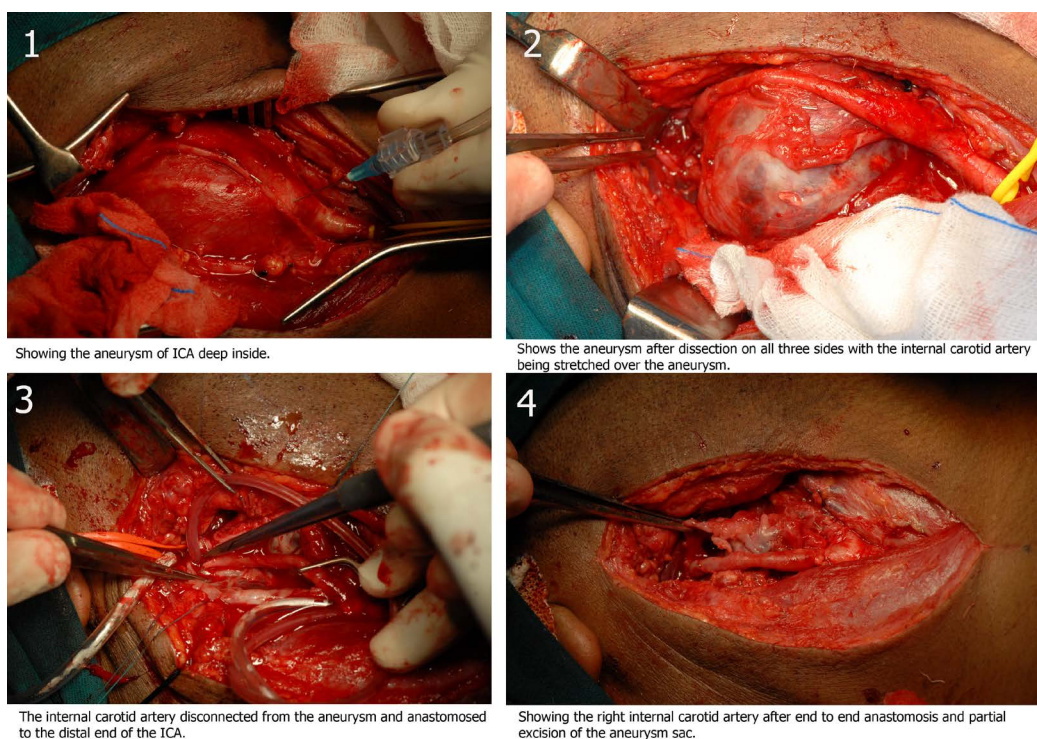 1
2
Showing the aneurysm of ICA deep inside.
Shows the aneurysm after dissection on all three sides with the internal carotid artery
being stretched over the aneurysm.
3
4
The internal carotid artery disconnected from the aneurysm and anastomosed
to the distal end of the ICA.
Showing the right internal carotid artery after end to end anastomosis and partial
excision of the aneurysm sac.